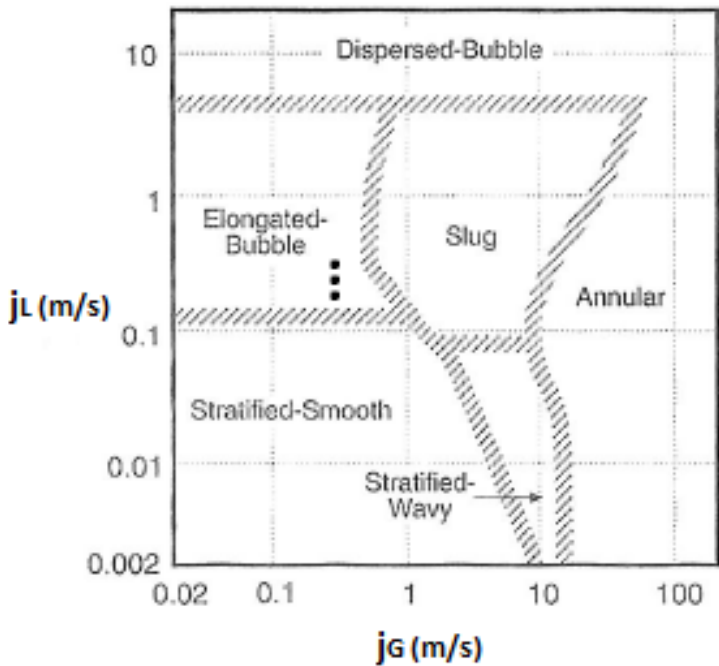 10
Dispersed-Bubble
1
Elongated-
Bubble
Slug
jL (m/s)
Annular
0.1
Stratified-Smooth
0.01
Stratified-
Wavy
0.002
0.02
0.1
1
10
100
jG (m/s)